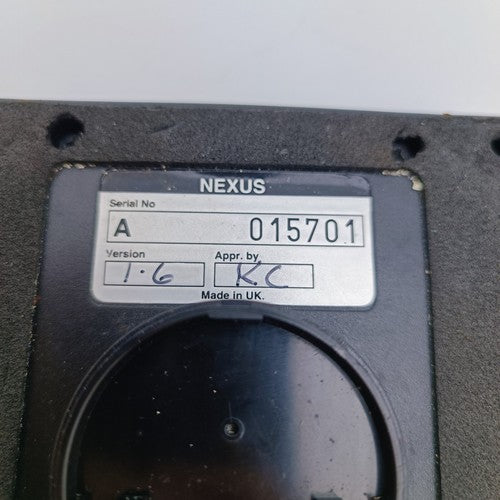 NEXUS
Serial No
A 015701
Version Appr. by
1.6 KC
Made in UK.